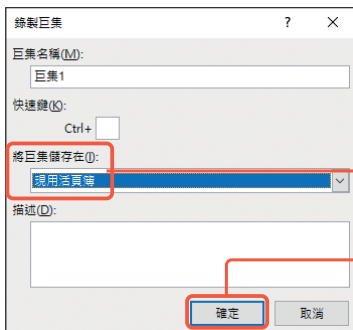 錄製巨集
?
×
巨集名稱(M):
巨集1
快速鍵(K):
Ctrl+
將巨集儲存在(I):
現用活頁簿
描述(D):
確定
取消